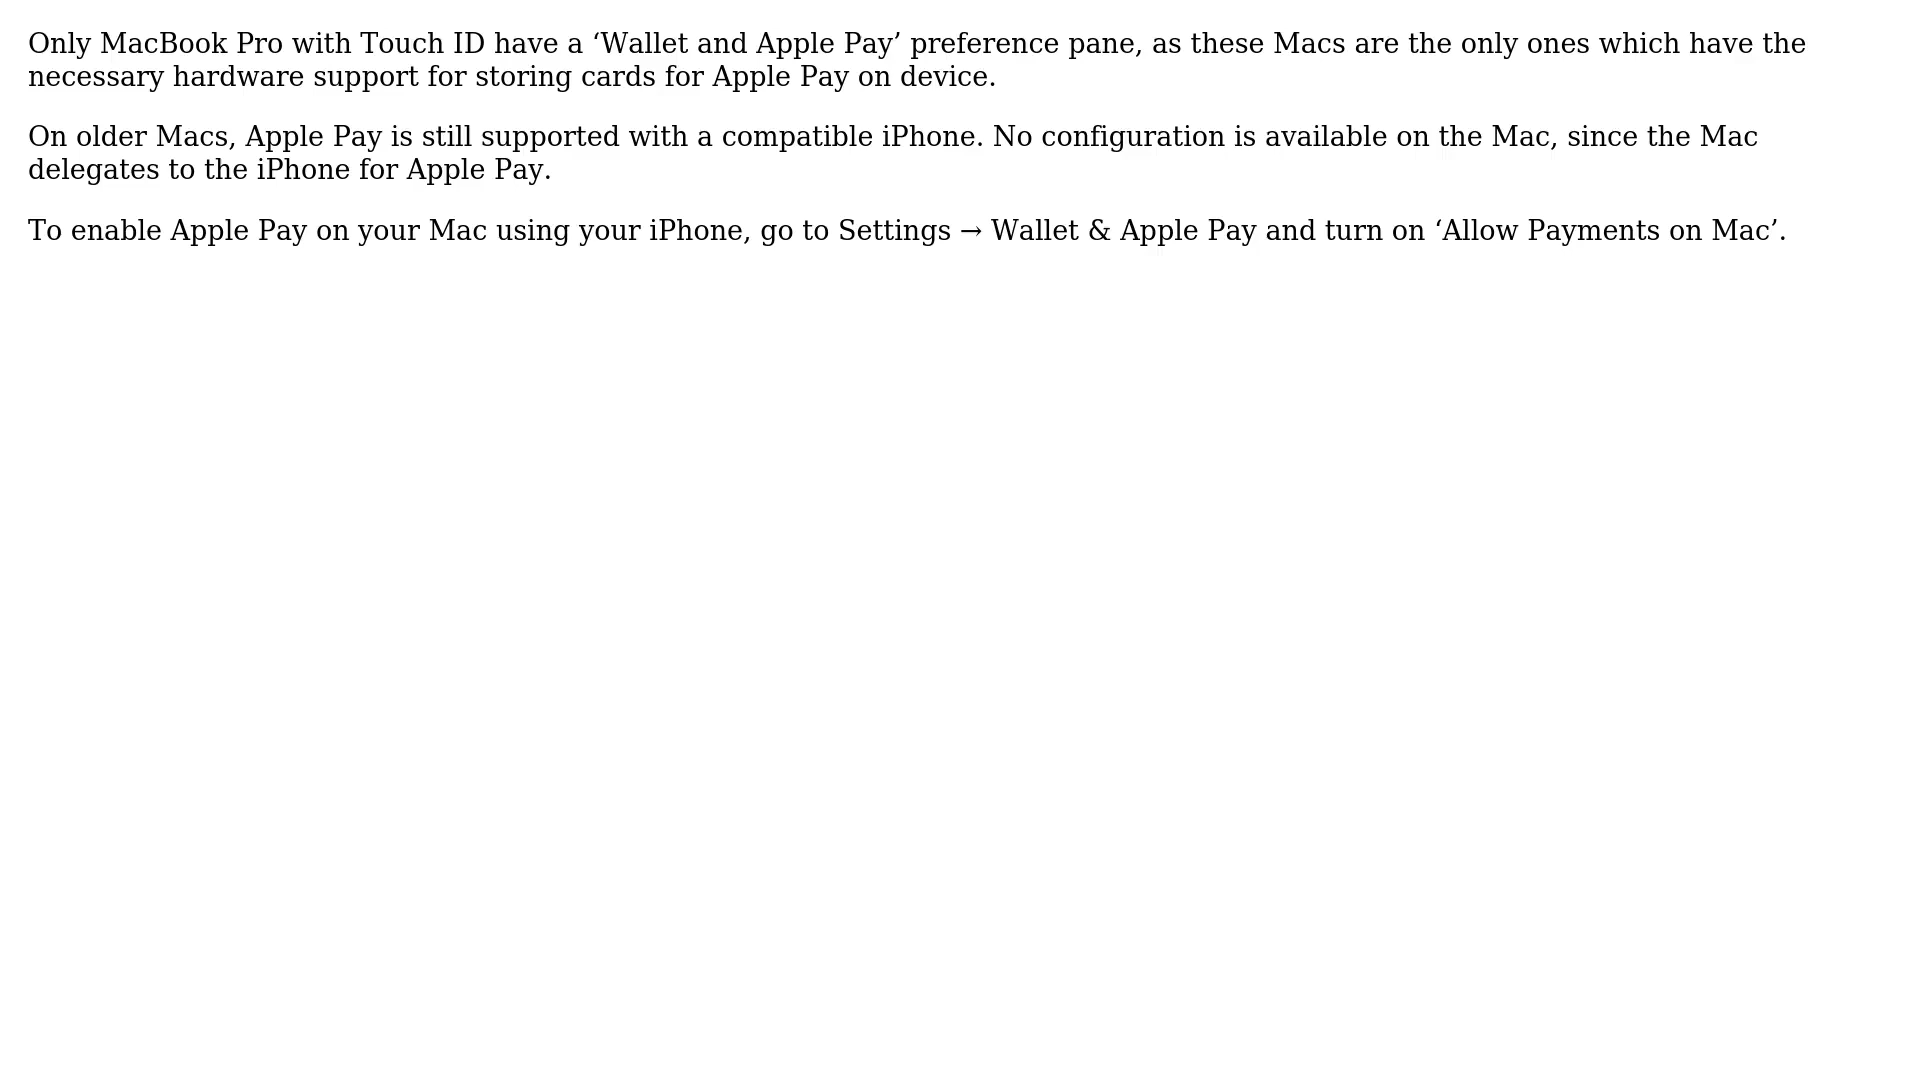 Only MacBook Pro with Touch ID have a ‘Wallet and Apple Pay’ preference pane, as these Macs are the only ones which have the
necessary hardware support for storing cards for Apple Pay on device.
On older Macs, Apple Pay is still supported with a compatible iPhone. No configuration is available on the Mac, since the Mac
delegates to the iPhone for Apple Pay.
To enable Apple Pay on your Mac using your iPhone, go to Settings → Wallet & Apple Pay and turn on ‘Allow Payments on Mac’.